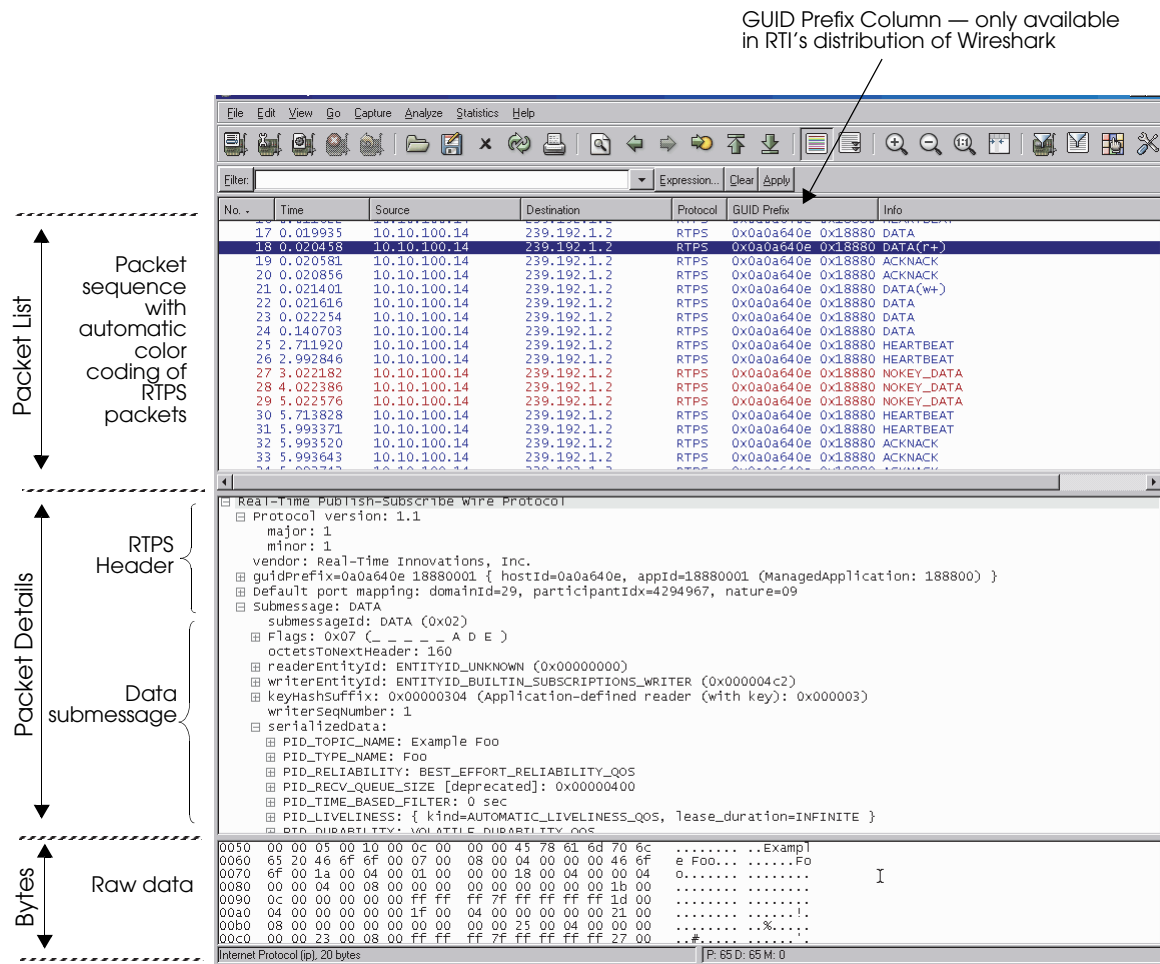 GUID Prefix Column — only available
in RTI's distribution of Wireshark
File Edit View Go Capture Analyze Statistics Help
Filter: Expression... Clear Apply
No. Time Source Destination Protocol GUID Prefix Info
17 0.019935 10.10.100.14 239.192.1.2 RTPS 0x0a0a640e 0x18880 DATA
18 0.020458 10.10.100.14 239.192.1.2 RTPS 0x0a0a640e 0x18880 DATA(r+)
19 0.020581 10.10.100.14 239.192.1.2 RTPS 0x0a0a640e 0x18880 ACKNACK
20 0.020856 10.10.100.14 239.192.1.2 RTPS 0x0a0a640e 0x18880 ACKNACK
21 0.021401 10.10.100.14 239.192.1.2 RTPS 0x0a0a640e 0x18880 DATA(w+)
22 0.021616 10.10.100.14 239.192.1.2 RTPS 0x0a0a640e 0x18880 DATA
23 0.022254 10.10.100.14 239.192.1.2 RTPS 0x0a0a640e 0x18880 DATA
24 0.140703 10.10.100.14 239.192.1.2 RTPS 0x0a0a640e 0x18880 DATA
25 2.711920 10.10.100.14 239.192.1.2 RTPS 0x0a0a640e 0x18880 HEARTBEAT
26 2.992846 10.10.100.14 239.192.1.2 RTPS 0x0a0a640e 0x18880 HEARTBEAT
27 3.022182 10.10.100.14 239.192.1.2 RTPS 0x0a0a640e 0x18880 NOKEY_DATA
28 4.022386 10.10.100.14 239.192.1.2 RTPS 0x0a0a640e 0x18880 NOKEY_DATA
29 5.022576 10.10.100.14 239.192.1.2 RTPS 0x0a0a640e 0x18880 NOKEY_DATA
30 5.713828 10.10.100.14 239.192.1.2 RTPS 0x0a0a640e 0x18880 HEARTBEAT
31 5.993371 10.10.100.14 239.192.1.2 RTPS 0x0a0a640e 0x18880 HEARTBEAT
32 5.993520 10.10.100.14 239.192.1.2 RTPS 0x0a0a640e 0x18880 ACKNACK
33 5.993643 10.10.100.14 239.192.1.2 RTPS 0x0a0a640e 0x18880 ACKNACK
Packet List
Packet
sequence
with
automatic
color
coding of
RTPS
packets
Real-Time Publish-Subscribe Wire Protocol
Protocol version: 1.1
major: 1
minor: 1
vendor: Real-Time Innovations, Inc.
guidPrefix=0a0a640e 18880001 { hostId=0a0a640e, appId=18880001 (ManagedApplication: 188800) }
Default port mapping: domainId=29, participantIdx=4294967, nature=09
Submessage: DATA
submessageId: DATA (0x02)
Flags: 0x07 (_ _ _ _ _ A D E )
octetsToNextHeader: 160
readerEntityId: ENTITYID_UNKNOWN (0x00000000)
writerEntityId: ENTITYID_BUILTIN_SUBSCRIPTIONS_WRITER (0x000004c2)
keyHashSuffix: 0x00000304 (Application-defined reader (with key): 0x000003)
writerSeqNumber: 1
serializedData:
PID_TOPIC_NAME: Example Foo
PID_TYPE_NAME: Foo
PID_RELIABILITY: BEST_EFFORT_RELIABILITY_QOS
PID_RECV_QUEUE_SIZE [deprecated]: 0x00000400
PID_TIME_BASED_FILTER: 0 sec
PID_LIVELINESS: { kind=AUTOMATIC_LIVELINESS_QOS, lease_duration=INFINITE }
PID_DURABILITY: VOLATILE_DURABILITY_QOS
Packet Details
RTPS
Header
Data
submessage
0050 00 00 05 00 10 00 0c 00 00 00 45 78 61 6d 70 6c ........ ..Exampl
0060 65 20 46 6f 6f 00 07 00 08 00 04 00 00 00 46 6f e Foo... ......Fo
0070 6f 00 1a 00 04 00 01 00 00 00 18 00 04 00 04 00 o....... ........
0080 00 00 04 00 08 00 00 00 00 00 00 00 00 00 1b 00 ........ ........
0090 0c 00 00 00 00 00 ff ff ff 7f ff ff ff ff 1d 00 ........ ........
00a0 04 00 00 00 00 00 1f 00 04 00 00 00 00 00 21 00 ........ ......!.
00b0 08 00 00 00 00 00 00 00 00 00 25 00 04 00 00 00 ........ ..%.....
00c0 00 00 23 00 08 00 ff ff ff 7f ff ff ff ff 27 00 ..#..... ......'.
Bytes
Raw data
Internet Protocol (ip), 20 bytes P: 65 D: 65 M: 0